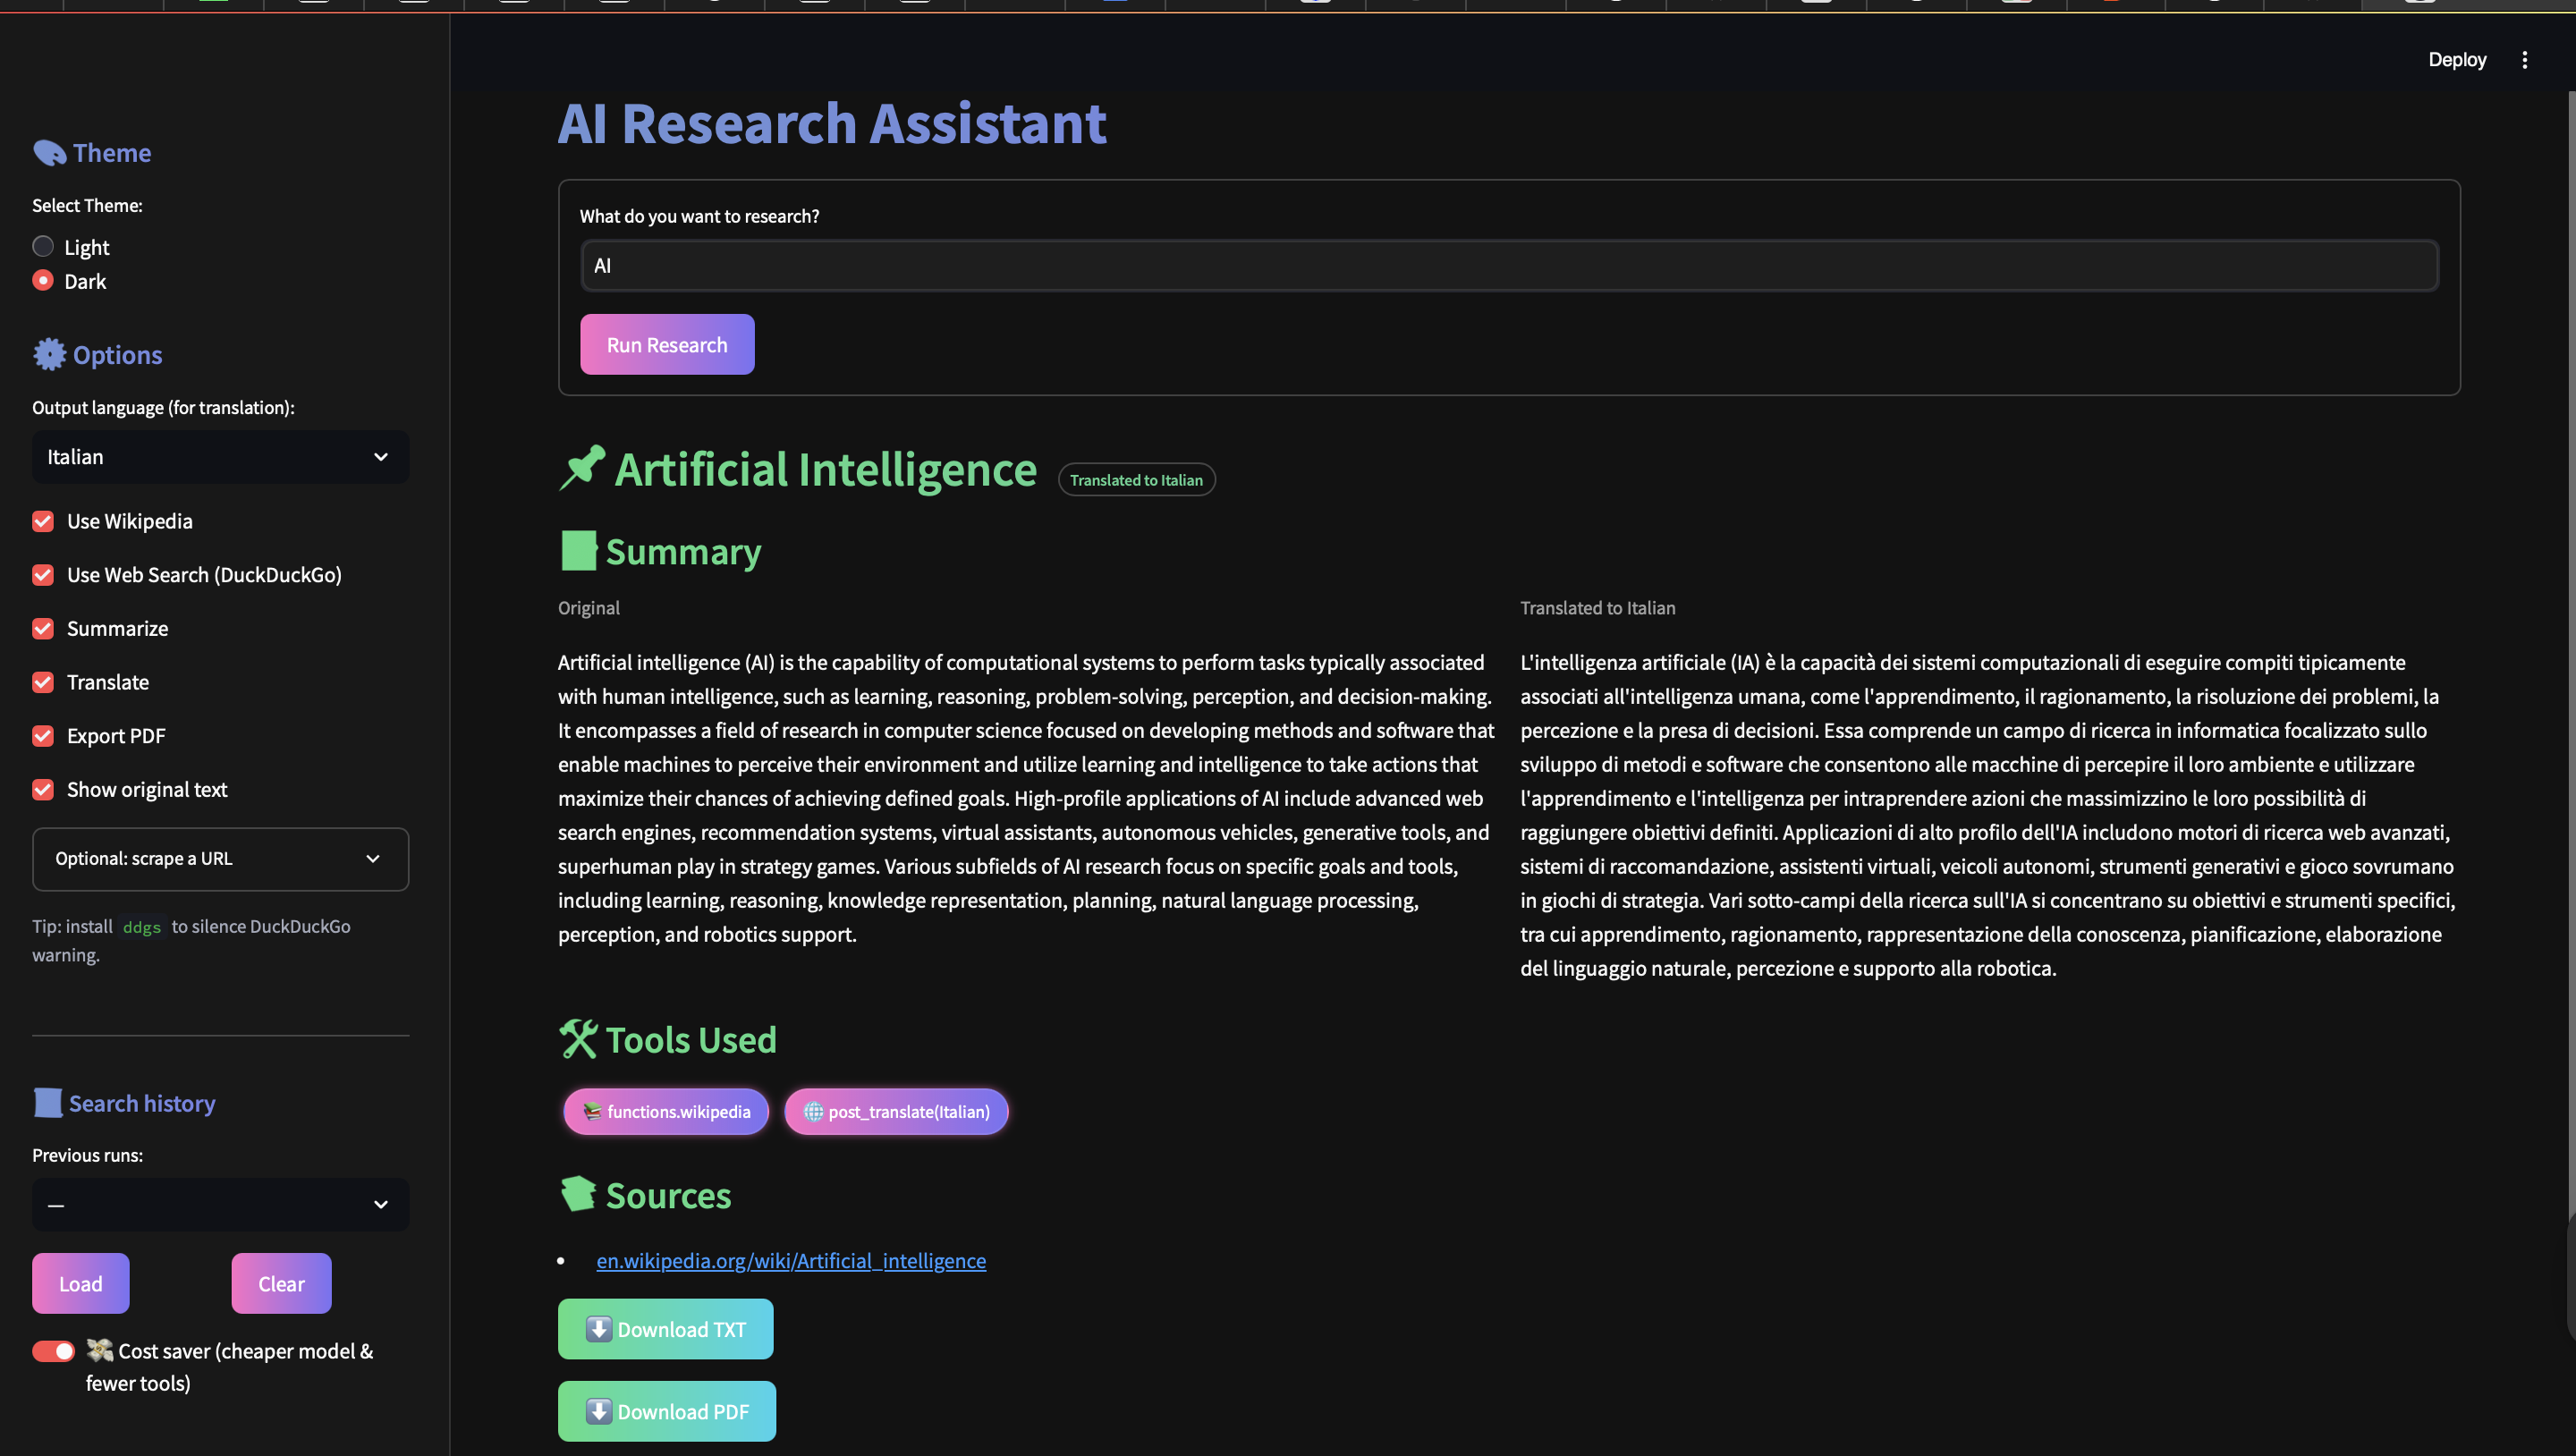 Deploy
Theme
Select Theme:
Light
Dark
Options
Output language (for translation):
Italian
Use Wikipedia
Use Web Search (DuckDuckGo)
Summarize
Translate
Export PDF
Show original text
Optional: scrape a URL
Tip: install ddgs to silence DuckDuckGo
warning.
Search history
Previous runs:
—
Load
Clear
Cost saver (cheaper model &
fewer tools)
AI Research Assistant
What do you want to research?
AI
Run Research
Artificial Intelligence
Translated to Italian
Summary
Original
Artificial intelligence (AI) is the capability of computational systems to perform tasks typically associated
with human intelligence, such as learning, reasoning, problem-solving, perception, and decision-making.
It encompasses a field of research in computer science focused on developing methods and software that
enable machines to perceive their environment and utilize learning and intelligence to take actions that
maximize their chances of achieving defined goals. High-profile applications of AI include advanced web
search engines, recommendation systems, virtual assistants, autonomous vehicles, generative tools, and
superhuman play in strategy games. Various subfields of AI research focus on specific goals and tools,
including learning, reasoning, knowledge representation, planning, natural language processing,
perception, and robotics support.
Translated to Italian
L'intelligenza artificiale (IA) è la capacità dei sistemi computazionali di eseguire compiti tipicamente
associati all'intelligenza umana, come l'apprendimento, il ragionamento, la risoluzione dei problemi, la
percezione e la presa di decisioni. Essa comprende un campo di ricerca in informatica focalizzato sullo
sviluppo di metodi e software che consentono alle macchine di percepire il loro ambiente e utilizzare
l'apprendimento e l'intelligenza per intraprendere azioni che massimizzino le loro possibilità di
raggiungere obiettivi definiti. Applicazioni di alto profilo dell'IA includono motori di ricerca web avanzati,
sistemi di raccomandazione, assistenti virtuali, veicoli autonomi, strumenti generativi e gioco sovrumano
in giochi di strategia. Vari sotto-campi della ricerca sull'IA si concentrano su obiettivi e strumenti specifici,
tra cui apprendimento, ragionamento, rappresentazione della conoscenza, pianificazione, elaborazione
del linguaggio naturale, percezione e supporto alla robotica.
Tools Used
functions.wikipedia
post_translate(Italian)
Sources
en.wikipedia.org/wiki/Artificial_intelligence
Download TXT
Download PDF